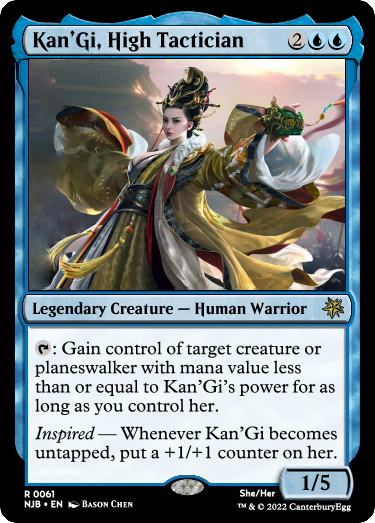 Kan'Gi, High Tactician 2
Legendary Creature — Human Warrior
: Gain control of target creature or
planeswalker with mana value less
than or equal to Kan'Gi's power for as
long as you control her.
Inspired — Whenever Kan'Gi becomes
untapped, put a +1/+1 counter on her.
1/5
R 0061
NJB • EN Bason Chen
She/Her
™ & © 2022 CanterburyEgg